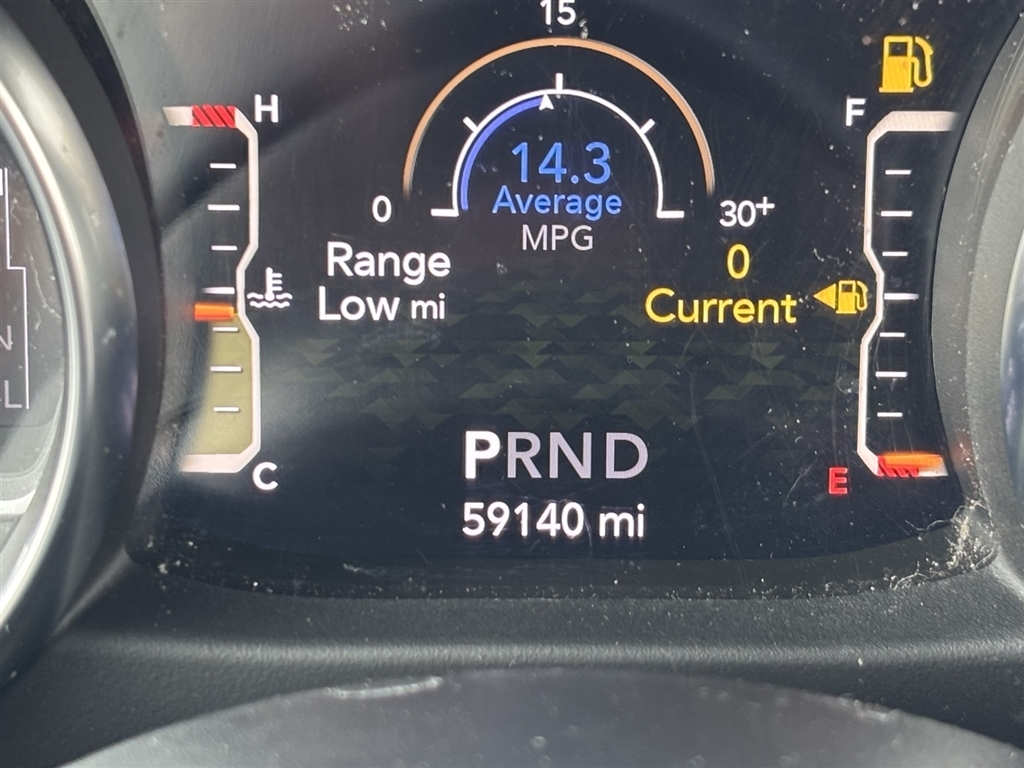 15
H
F
14.3
Average
0
30+
MPG
Range
0
Low mi
Current
PRND
C
E
59140 mi
N
L